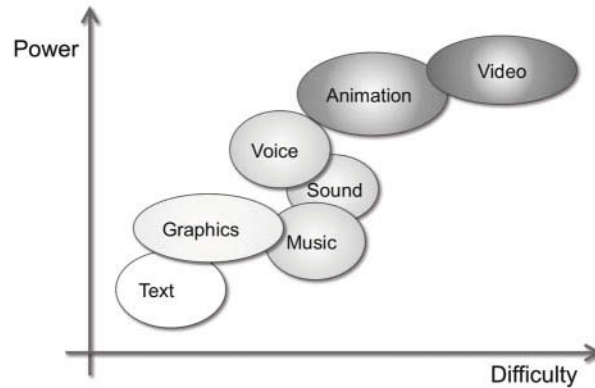 Power
Video
Animation
Voice
Sound
Graphics
Music
Text
Difficulty